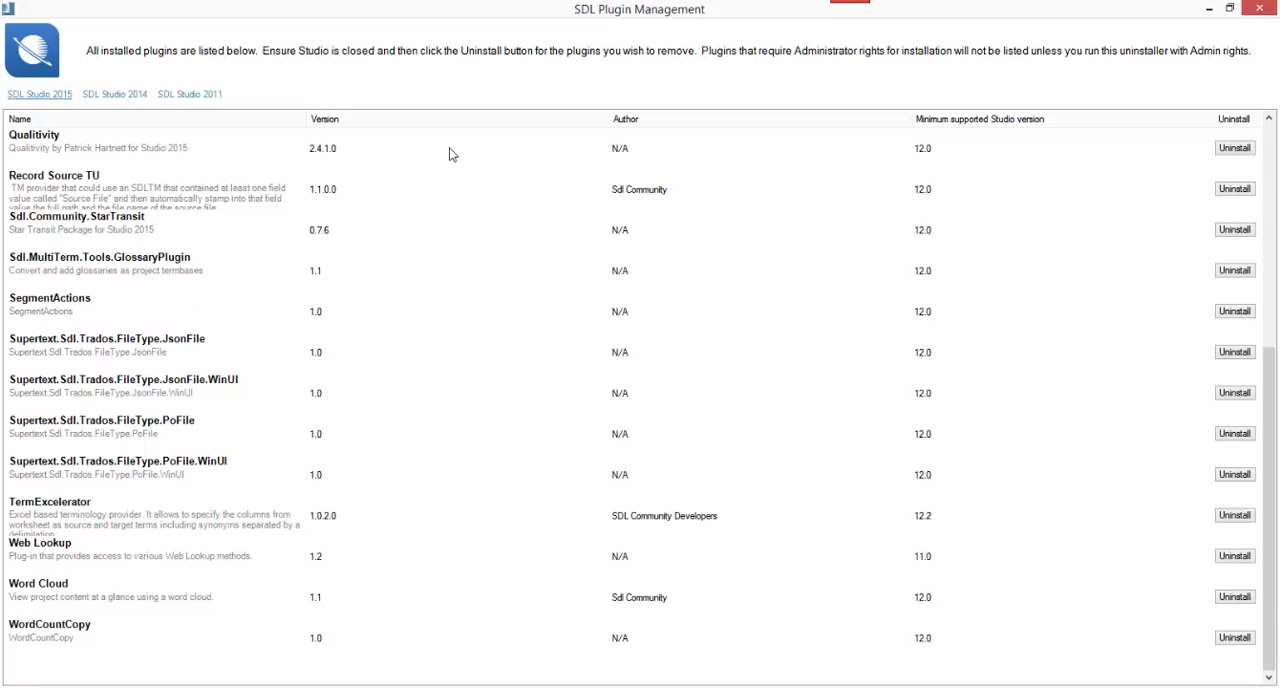 SDL Plugin Management
All installed plugins are listed below. Ensure Studio is closed and then click the Uninstall button for the plugins you wish to remove. Plugins that require Administrator rights for installation will not be listed unless you run this uninstaller with Admin rights.
SDL Studio 2015 SDL Studio 2014 SDL Studio 2011
Name Version Author Minimum supported Studio version Uninstall
Qualitivity
Qualitivity by Patrick Hartnett for Studio 2015 2.4.1.0 N/A 12.0 Uninstall
Record Source TU
TM provider that could use an SDLTM that contained at least one field
value called "Source File" and then automatically stamp into that field 1.1.0.0 Sdl Community 12.0 Uninstall
value the full path and the file name of the source file
Sdl.Community.StarTransit
Star Transit Package for Studio 2015 0.7.6 N/A 12.0 Uninstall
Sdl.MultiTerm.Tools.GlossaryPlugin
Convert and add glossaries as project termbases 1.1 N/A 12.0 Uninstall
SegmentActions
SegmentActions 1.0 N/A 12.0 Uninstall
Supertext.Sdl.Trados.FileType.JsonFile
Supertext.Sdl.Trados.FileType.JsonFile 1.0 N/A 12.0 Uninstall
Supertext.Sdl.Trados.FileType.JsonFile.WinUI
Supertext.Sdl.Trados.FileType.JsonFile.WinUI 1.0 N/A 12.0 Uninstall
Supertext.Sdl.Trados.FileType.PoFile
Supertext.Sdl.Trados.FileType.PoFile 1.0 N/A 12.0 Uninstall
Supertext.Sdl.Trados.FileType.PoFile.WinUI
Supertext.Sdl.Trados.FileType.PoFile.WinUI 1.0 N/A 12.0 Uninstall
TermExcelerator
Excel based terminology provider. It allows to specify the columns from
worksheet as source and target terms including synonyms separated by a 1.0.2.0 SDL Community Developers 12.2 Uninstall
delimitation
Web Lookup
Plug-in that provides access to various Web Lookup methods. 1.2 N/A 11.0 Uninstall
Word Cloud
View project content at a glance using a word cloud. 1.1 Sdl Community 12.0 Uninstall
WordCountCopy
WordCountCopy 1.0 N/A 12.0 Uninstall